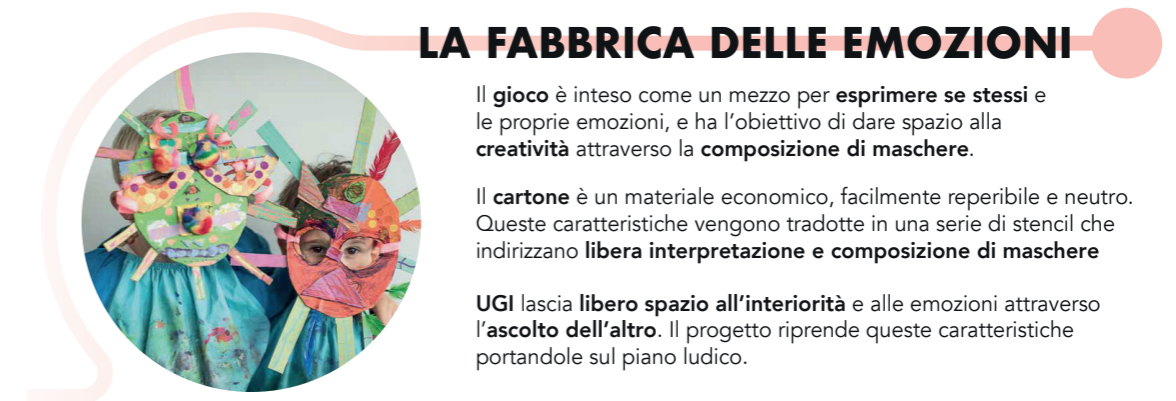 LA FABBRICA DELLE EMOZIONI
Il gioco è inteso come un mezzo per esprimere se stessi e
le proprie emozioni, e ha l’obiettivo di dare spazio alla
creatività attraverso la composizione di maschere.
Il cartone è un materiale economico, facilmente reperibile e neutro.
Queste caratteristiche vengono tradotte in una serie di stencil che
indirizzano libera interpretazione e composizione di maschere
UGI lascia libero spazio all’interiorità e alle emozioni attraverso
l’ascolto dell’altro. Il progetto riprende queste caratteristiche
portandole sul piano ludico.